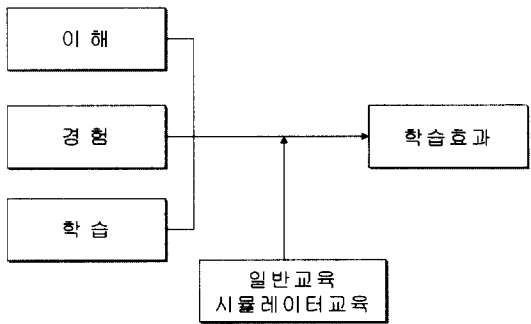 이 해
경 험
학 습
학습효과
일반교육
시뮬레이터교육